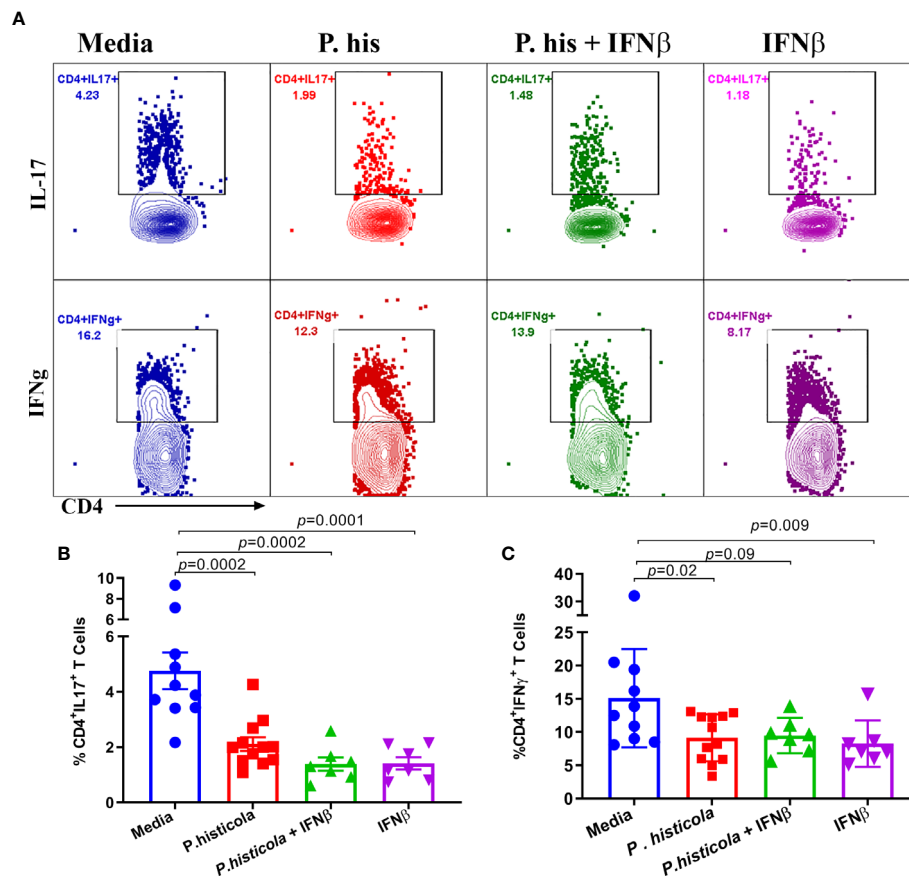 A
Media P. his P. his + IFNβ IFNβ
CD4+IL17+ CD4+IL17+ CD4+IL17+ CD4+IL17+
4.23 1.99 1.48 1.18
IL-17
CD4+IFNg+ CD4+IFNg+ CD4+IFNg+ CD4+IFNg+
16.2 12.3 13.9 8.17
IFNg
CD4
B
p=0.0001
p=0.0002
p=0.0002
% CD4+IL17+ T Cells
10
8
6
4
2
0
Media P.histicola P.histicola + IFNβ IFNβ
C
p=0.009
p=0.09
p=0.02
%CD4+IFNγ+ T Cells
40
30
25
20
15
10
5
0
Media P . histicola P.histicola + IFNβ IFNβ